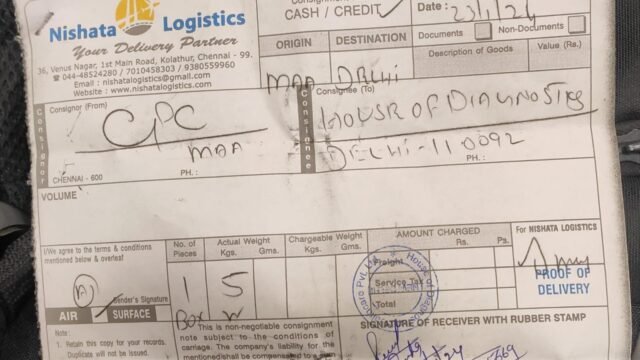 Nishata Logistics
Your Delivery Partner
36, Venus Nagar, 1st Main Road, Kolathur, Chennai - 99.
044-48524280 / 7010458303 / 9380559960
Email : nishatalogistics@gmail.com
Website : www.nishatalogistics.com
CASH / CREDIT
Date : 23/1/24
ORIGIN DESTINATION
MAA DELHI
Documents Non-Documents
Description of Goods Value (Rs.)
Consignor
Consignor (From)
CPC
MAA
CHENNAI - 600 PH. :
Consignee
Consignee (To)
HOUSE OF DIAGNOSTICS
DELHI-110092
PH. :
VOLUME
I/We agree to the terms & conditions
mentioned below & overleaf
Sender's Signature
AIR SURFACE
No. of
Pieces
1
Box
Actual Weight
Kgs. Gms.
5
Chargeable Weight
Kgs. Gms.
AMOUNT CHARGED
Rs. Ps.
Freight
Service Tax
Total
For NISHATA LOGISTICS
PROOF OF
DELIVERY
Note :
1. Retain this copy for your records.
Duplicate will not be issued.
This is non-negotiable consignment
note subject to the conditions of
carriage. The company's liability for
SIGNATURE OF RECEIVER WITH RUBBER STAMP